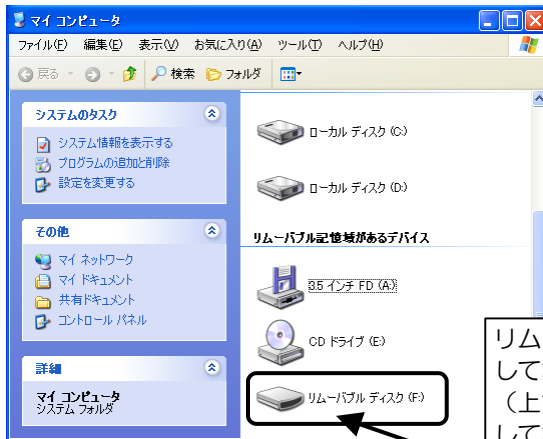 マイ コンピュータ
ファイル(F) 編集(E) 表示(V) お気に入り(A) ツール(T) ヘルプ(H)
戻る 検索 フォルダ
システムのタスク
システム情報を表示する
プログラムの追加と削除
設定を変更する
その他
マイ ネットワーク
マイ ドキュメント
共有ドキュメント
コントロール パネル
詳細
マイ コンピュータ
システム フォルダ
ローカル ディスク (C:)
ローカル ディスク (D:)
リムーバブル記憶域があるデバイス
3.5 インチ FD (A:)
CD ドライブ (E:)
リムーバブル ディスク (F:)
リム
して
（上
して